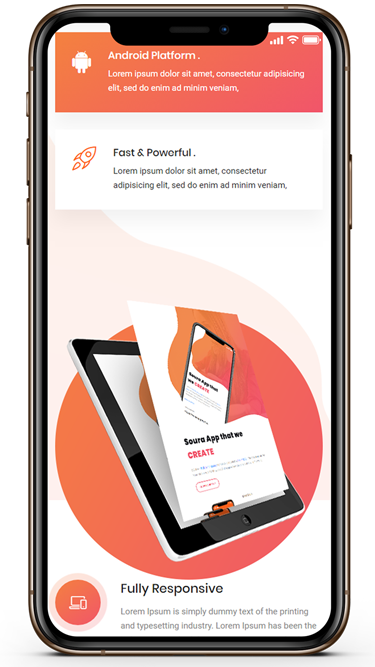 Android Platform .
Lorem ipsum dolor sit amet, consectetur adipisicing
elit, sed do enim ad minim veniam,
Fast & Powerful .
Lorem ipsum dolor sit amet, consectetur
adipisicing elit, sed do enim ad minim veniam,
Soura App that
we CREATE
Soura App that we
CREATE
Fully Responsive
Lorem Ipsum is simply dummy text of the printing
and typesetting industry. Lorem Ipsum has been the